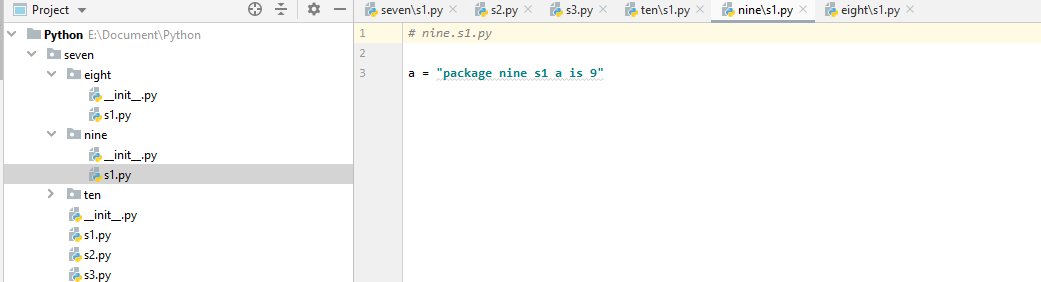 Project
seven\s1.py
s2.py
s3.py
ten\s1.py
nine\s1.py
eight\s1.py
Python E:\Document\Python
seven
eight
__init__.py
s1.py
nine
__init__.py
s1.py
ten
__init__.py
s1.py
s2.py
s3.py
1 # nine.s1.py
2
3 a = "package nine s1 a is 9"